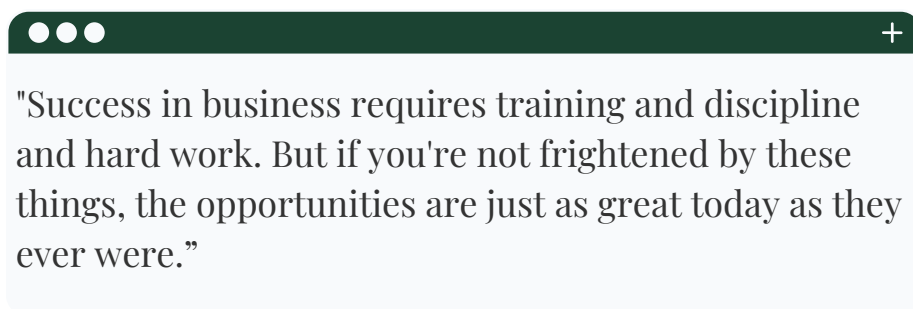 "Success in business requires training and discipline
and hard work. But if you're not frightened by these
things, the opportunities are just as great today as they
ever were.”